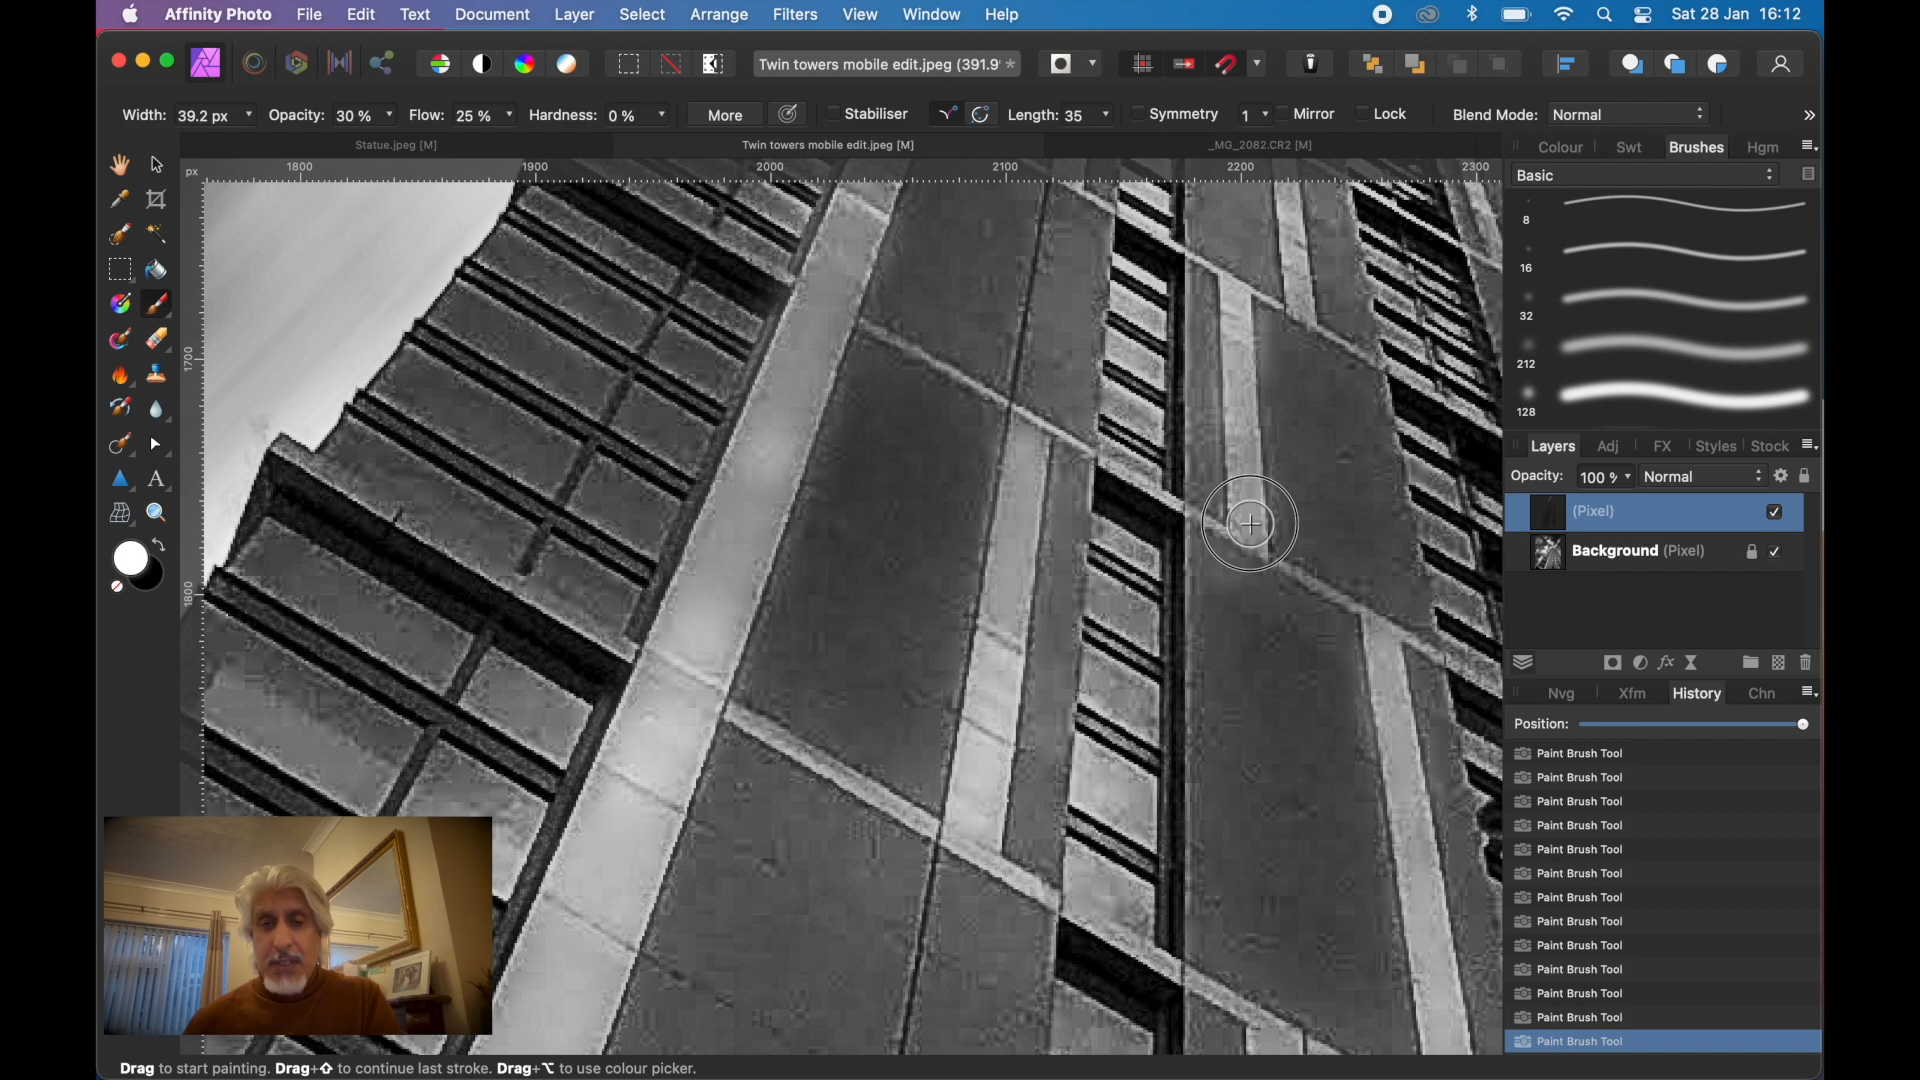 Affinity Photo File Edit Text Document Layer Select Arrange Filters View Window Help Sat 28 Jan 16:12
Twin towers mobile edit.jpeg (391.9' *
Width: 39.2 px Opacity: 30 % Flow: 25 % Hardness: 0 % More Stabiliser Length: 35 Symmetry 1 Mirror Lock Blend Mode: Normal »
Statue.jpeg [M] Twin towers mobile edit.jpeg [M] _MG_2082.CR2 [M]
Colour Swt Brushes Hgm
px 1800 1900 2000 2100 2200 2300
Basic
8
16
32
1700
212
128
Layers Adj FX Styles Stock
Opacity: 100 % Normal
(Pixel)
Background (Pixel)
1800
Nvg Xfm History Chn
Position:
Paint Brush Tool
Paint Brush Tool
Paint Brush Tool
Paint Brush Tool
Paint Brush Tool
Paint Brush Tool
Paint Brush Tool
Paint Brush Tool
Paint Brush Tool
Paint Brush Tool
Paint Brush Tool
Paint Brush Tool
Paint Brush Tool
Drag to start painting. Drag+⇧ to continue last stroke. Drag+⌥ to use colour picker.